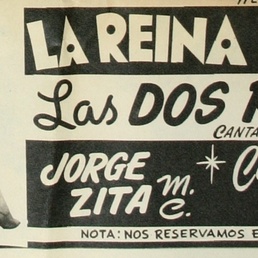 LA REINA
Las DOS
CANTA
JORGE
ZITA M.C.
NOTA: NOS RESERVAMOS E